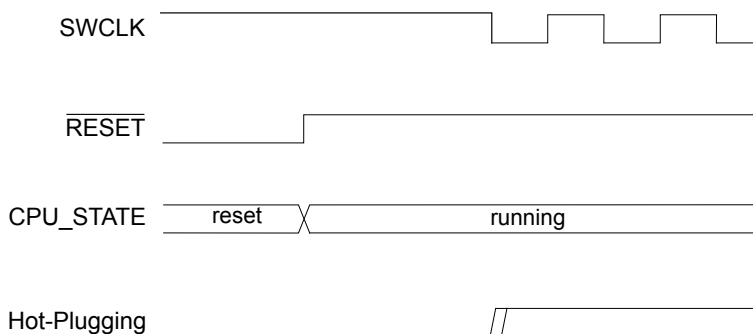 SWCLK
RESET
CPU_STATE
reset
running
Hot-Plugging